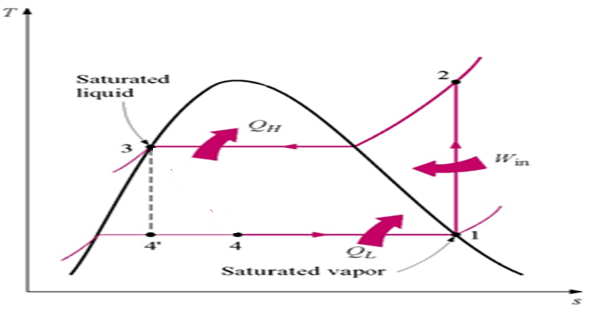 T
2
Saturated
liquid
Q_H
3
W_in
4'
4
1
Q_L
Saturated vapor
s